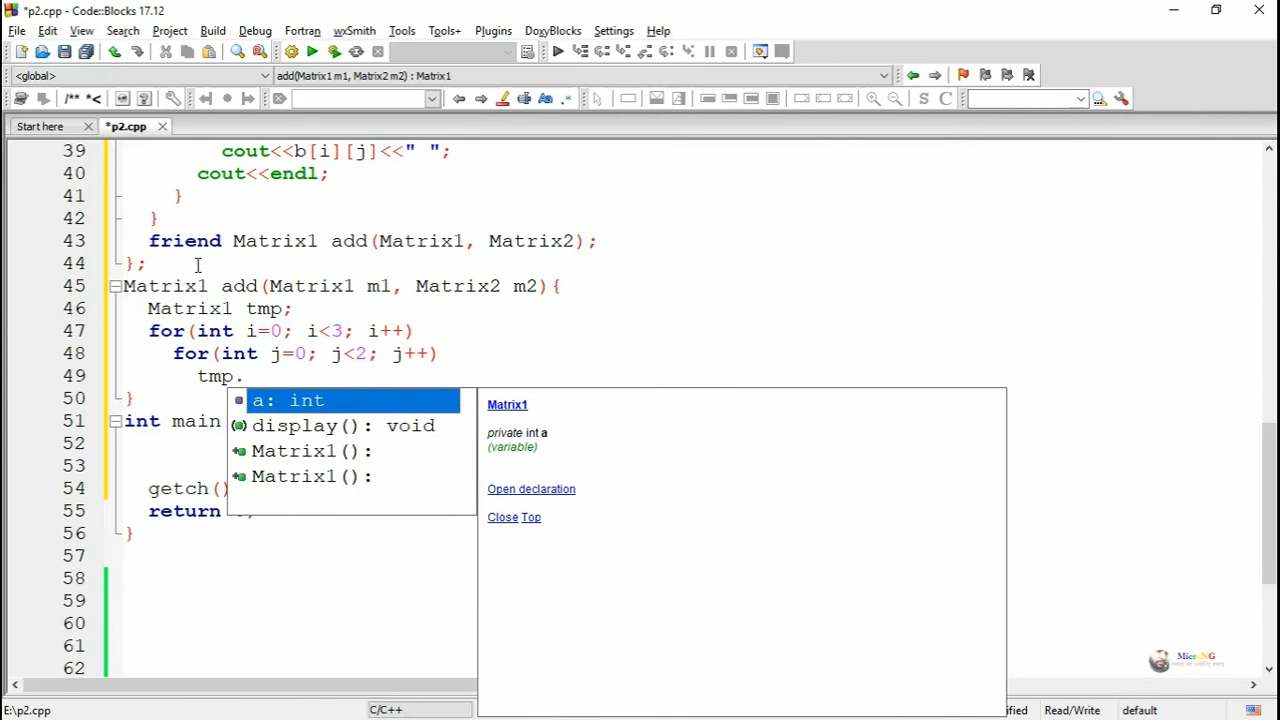 *p2.cpp - Code::Blocks 17.12
File Edit View Search Project Build Debug Fortran wxSmith Tools Tools+ Plugins DoxyBlocks Settings Help
<global> add(Matrix1 m1, Matrix2 m2) : Matrix1
/** *<
S C
Start here *p2.cpp
39 cout<<b[i][j]<<" ";
40 cout<<endl;
41 }
42 }
43 friend Matrix1 add(Matrix1, Matrix2);
44 };
45 Matrix1 add(Matrix1 m1, Matrix2 m2){
46 Matrix1 tmp;
47 for(int i=0; i<3; i++)
48 for(int j=0; j<2; j++)
49 tmp.
50 }
51 int main
52
53
54 getch()
55 return
56 }
57
58
59
60
61
62
a: int
display(): void
Matrix1():
Matrix1():
Matrix1
private int a
(variable)
Open declaration
Close Top
MicroNG
E:\p2.cpp C/C++ ified Read/Write default